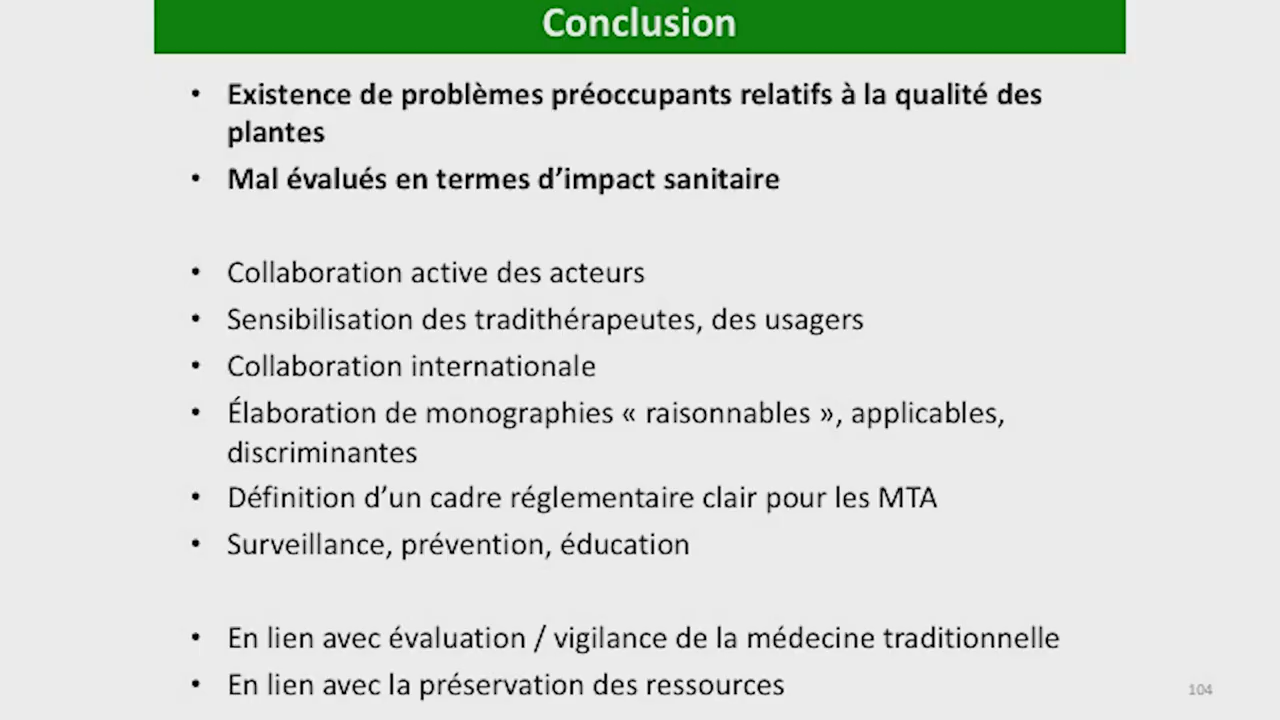 Conclusion
• Existence de problèmes préoccupants relatifs à la qualité des
plantes
• Mal évalués en termes d’impact sanitaire
• Collaboration active des acteurs
• Sensibilisation des tradithérapeutes, des usagers
• Collaboration internationale
• Élaboration de monographies « raisonnables », applicables,
discriminantes
• Définition d’un cadre réglementaire clair pour les MTA
• Surveillance, prévention, éducation
• En lien avec évaluation / vigilance de la médecine traditionnelle
• En lien avec la préservation des ressources
104